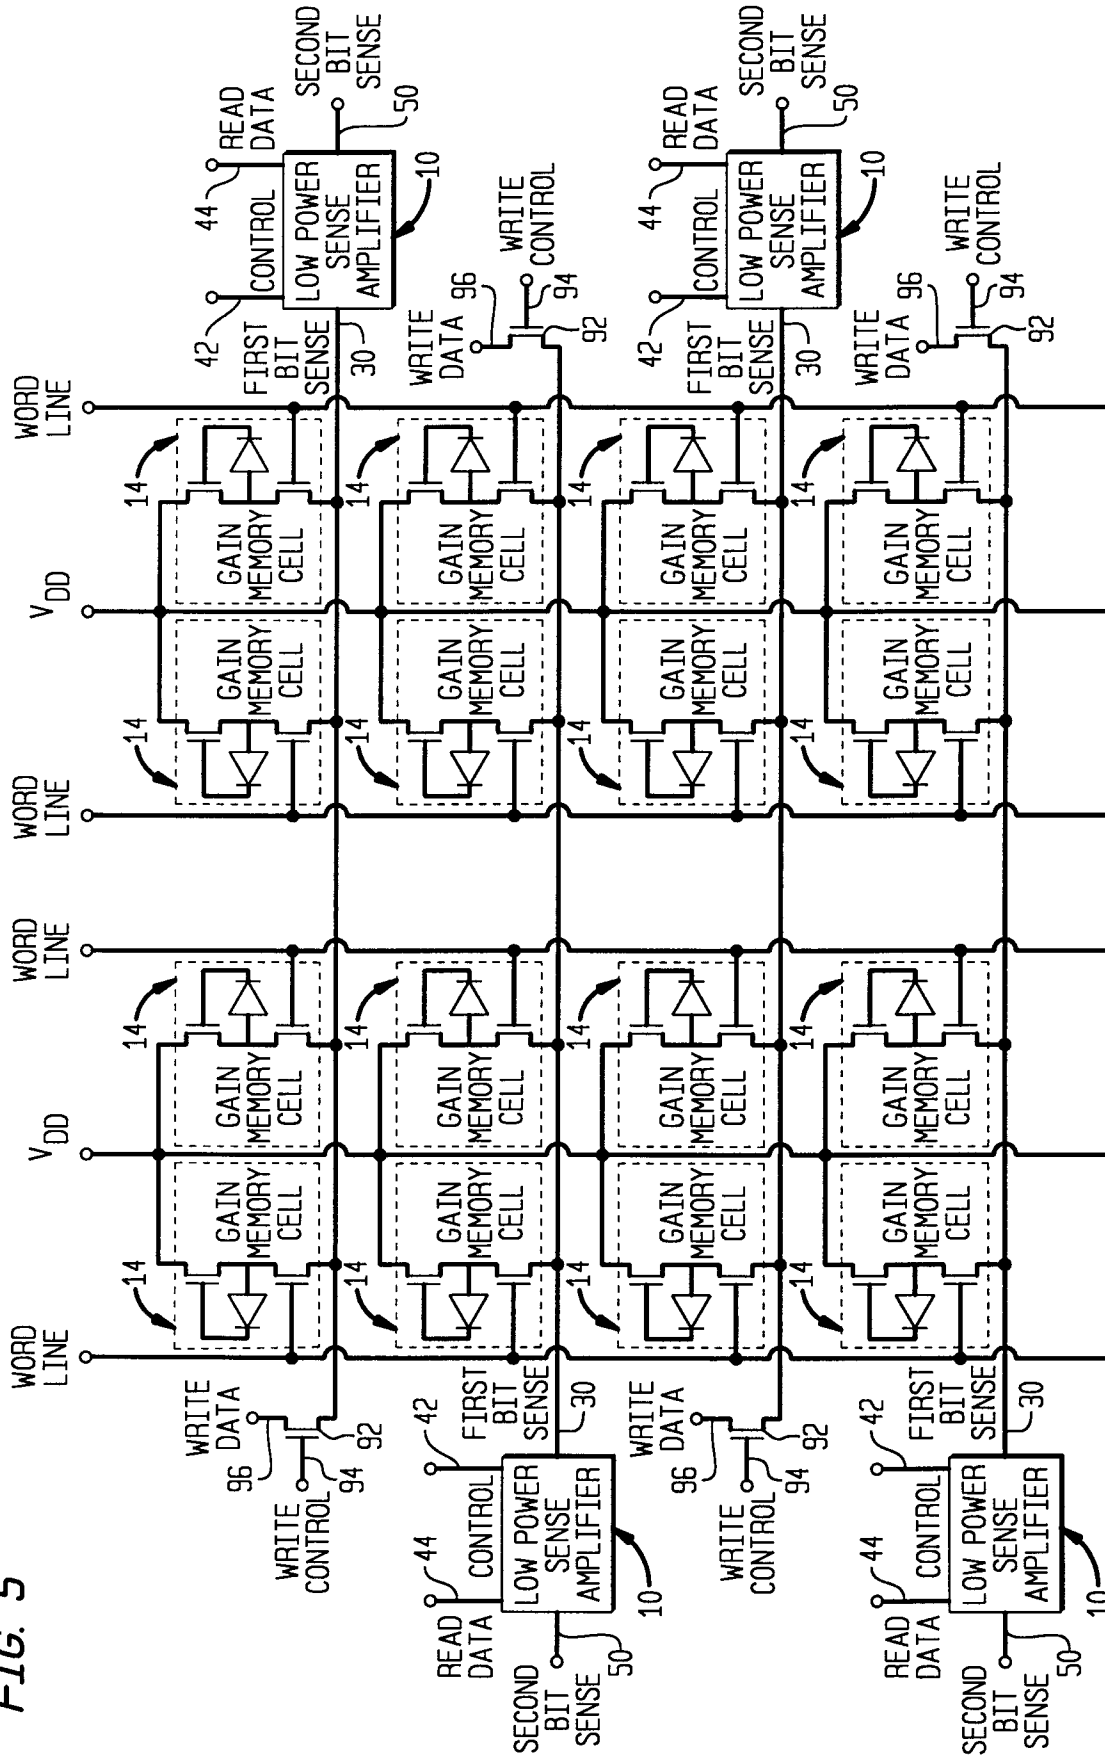 FIG. 5
WORD
LINE
V DD
WORD
LINE
WORD
LINE
V DD
WORD
LINE
14
14
14
14
GAIN
MEMORY
CELL
GAIN
MEMORY
CELL
GAIN
MEMORY
CELL
GAIN
MEMORY
CELL
WRITE
DATA
96
92
94
WRITE
CONTROL
42
44
CONTROL
READ
DATA
FIRST
BIT
SENSE
30
LOW POWER
SENSE
AMPLIFIER
10
SECOND
BIT
SENSE
50
14
14
14
14
GAIN
MEMORY
CELL
GAIN
MEMORY
CELL
GAIN
MEMORY
CELL
GAIN
MEMORY
CELL
44
42
READ
DATA
CONTROL
SECOND
BIT
SENSE
50
LOW POWER
SENSE
AMPLIFIER
10
FIRST
BIT
SENSE
30
WRITE
DATA
96
92
94
WRITE
CONTROL
14
14
14
14
GAIN
MEMORY
CELL
GAIN
MEMORY
CELL
GAIN
MEMORY
CELL
GAIN
MEMORY
CELL
WRITE
DATA
96
92
94
WRITE
CONTROL
42
44
CONTROL
READ
DATA
FIRST
BIT
SENSE
30
LOW POWER
SENSE
AMPLIFIER
10
SECOND
BIT
SENSE
50
14
14
14
14
GAIN
MEMORY
CELL
GAIN
MEMORY
CELL
GAIN
MEMORY
CELL
GAIN
MEMORY
CELL
44
42
READ
DATA
CONTROL
SECOND
BIT
SENSE
50
LOW POWER
SENSE
AMPLIFIER
10
FIRST
BIT
SENSE
30
WRITE
DATA
96
92
94
WRITE
CONTROL